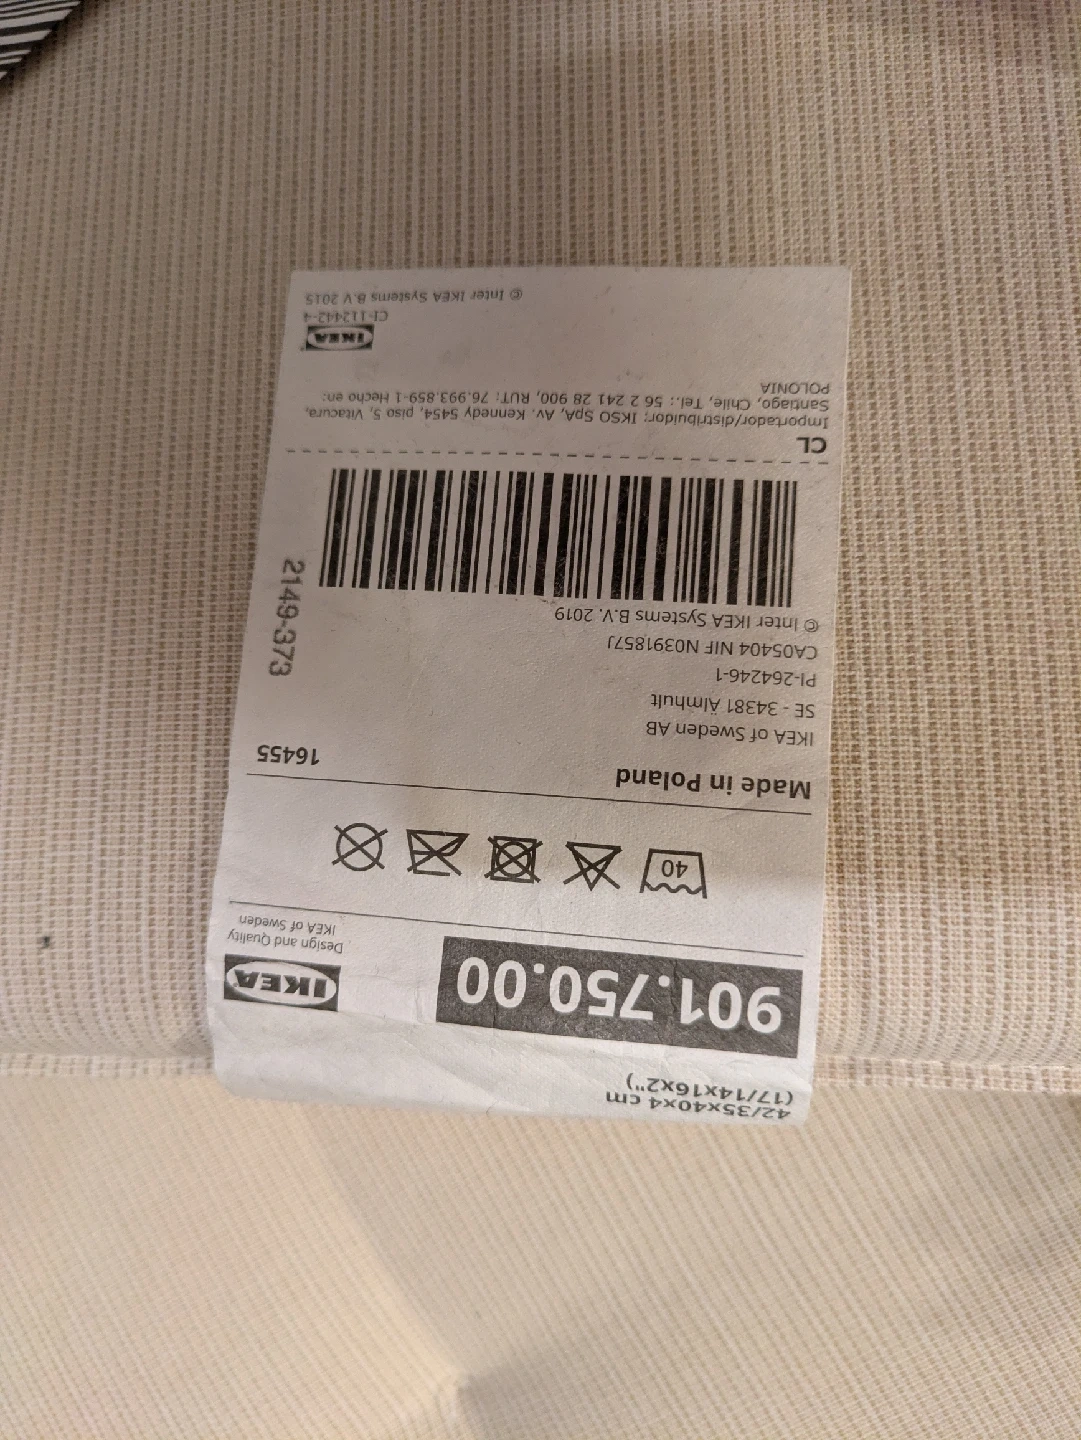 42/35x40x4 cm
(17/14x16x2")
901.750.00
IKEA
Design and Quality
IKEA of Sweden
40
Made in Poland
16455
IKEA of Sweden AB
SE - 34381 Älmhult
PI-264246-1
CA05404 NIF N0391857J
© Inter IKEA Systems B.V. 2019
2149-373
CL
Importador/distribuidor: IKSO SpA, Av. Kennedy 5454, piso 5, Vitacura,
Santiago, Chile, Tel.: 56 2 241 28 900, RUT: 76.993.859-1 Hecho en:
POLONIA
IKEA
CI-112442-4
© Inter IKEA Systems B.V 2015